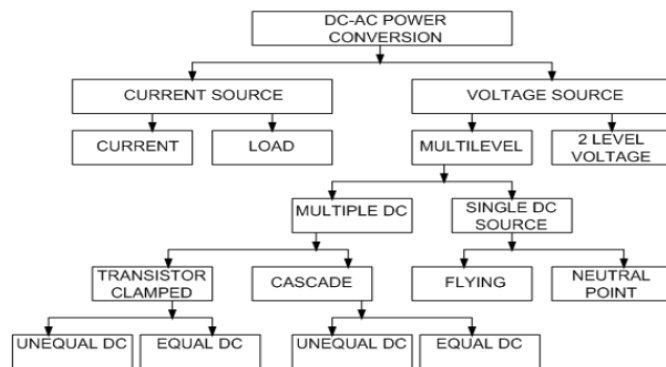 DC-AC POWER
CONVERSION
CURRENT SOURCE
VOLTAGE SOURCE
CURRENT
LOAD
MULTILEVEL
2 LEVEL
VOLTAGE
MULTIPLE DC
SINGLE DC
SOURCE
TRANSISTOR
CLAMPED
CASCADE
FLYING
NEUTRAL
POINT
UNEQUAL DC
EQUAL DC
UNEQUAL DC
EQUAL DC